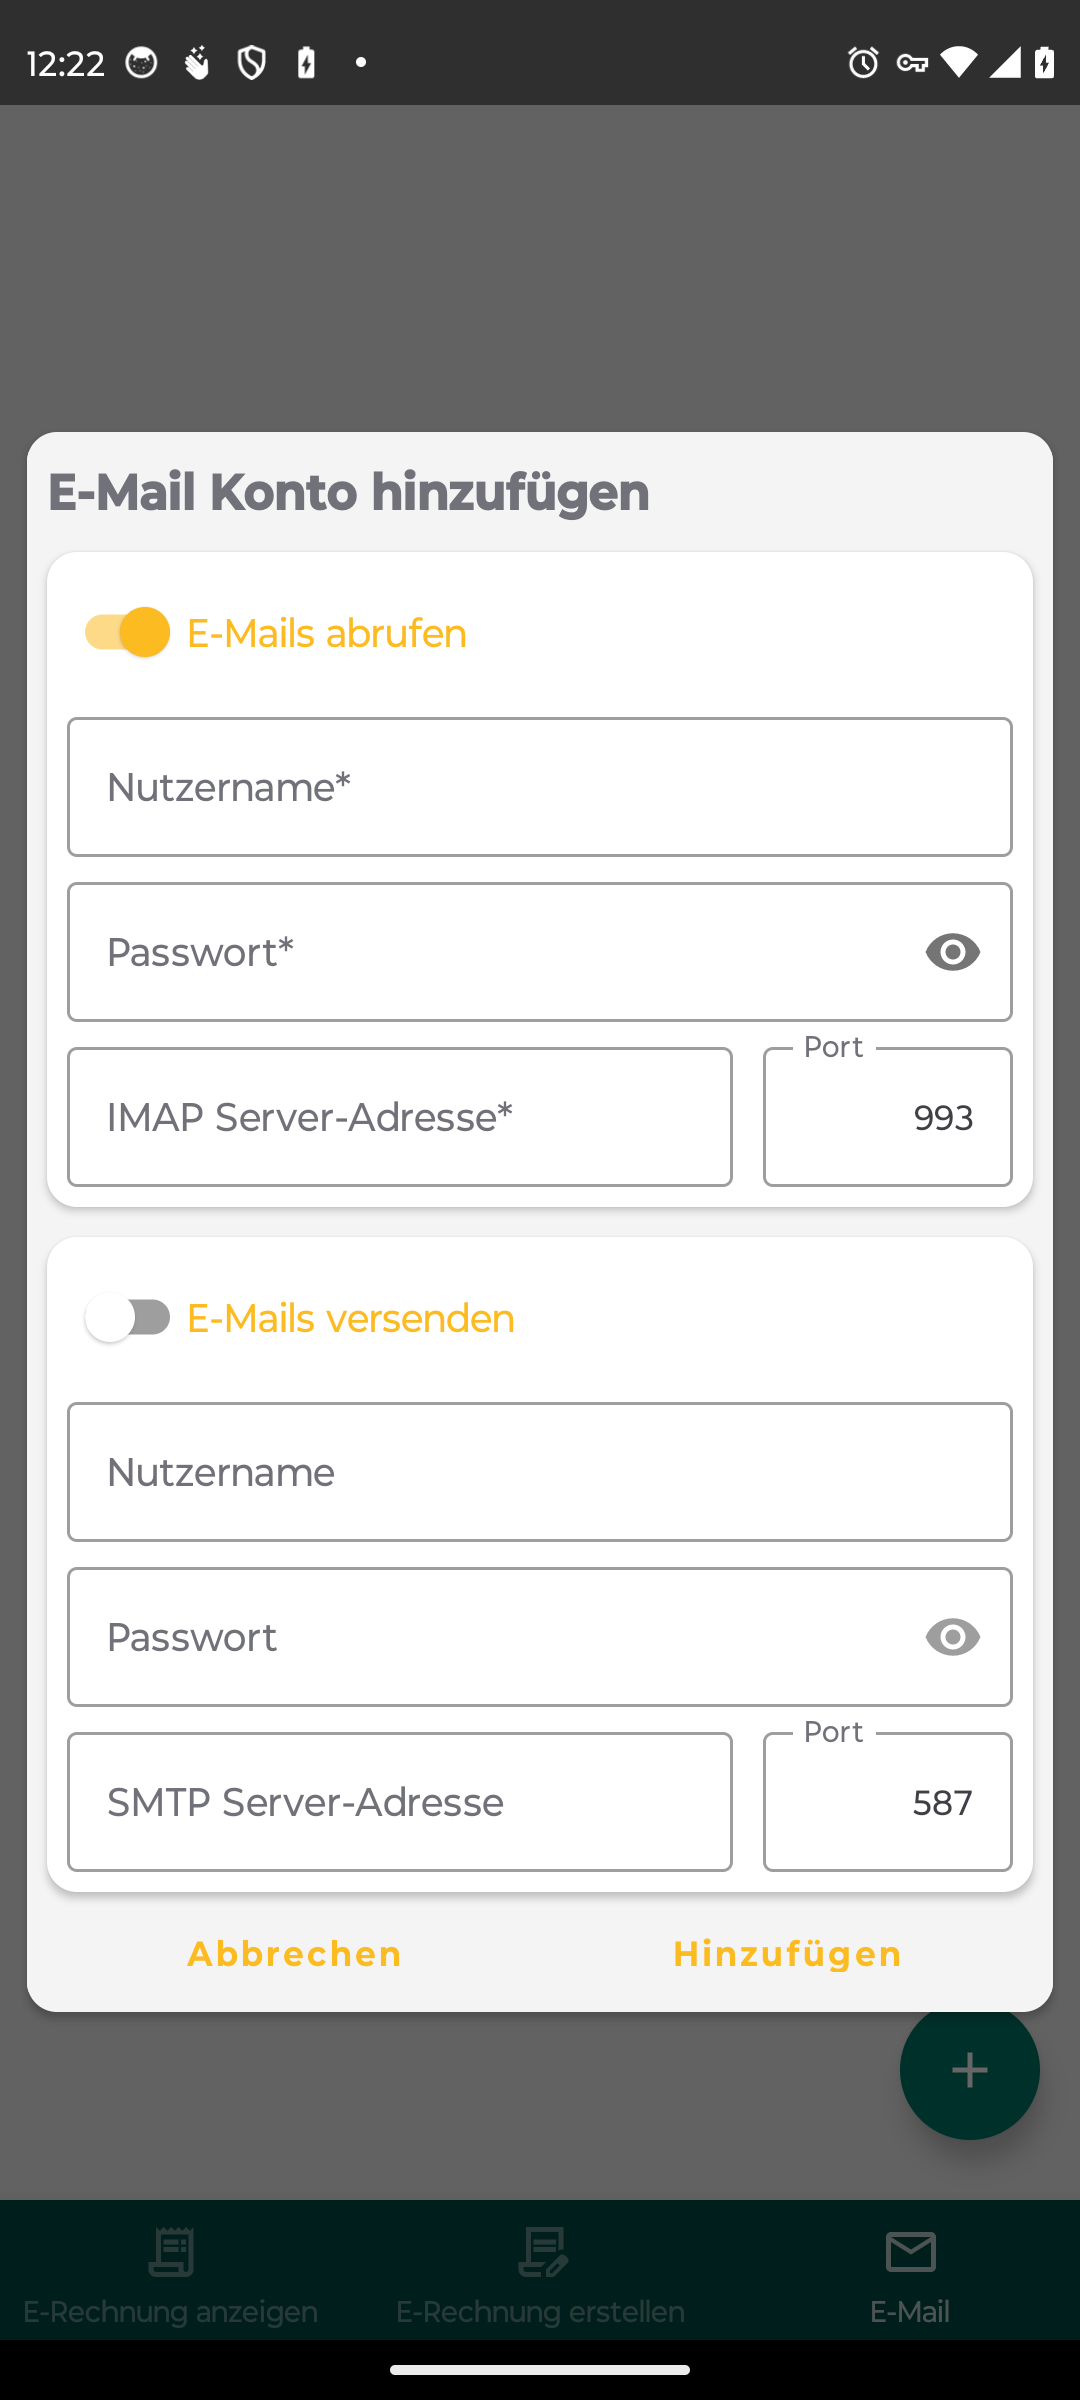 12:22
E-Mail Konto hinzufügen
E-Mails abrufen
Nutzername*
Passwort*
Port
IMAP Server-Adresse*
993
E-Mails versenden
Nutzername
Passwort
Port
SMTP Server-Adresse
587
Abbrechen
Hinzufügen
E-Rechnung anzeigen
E-Rechnung erstellen
E-Mail